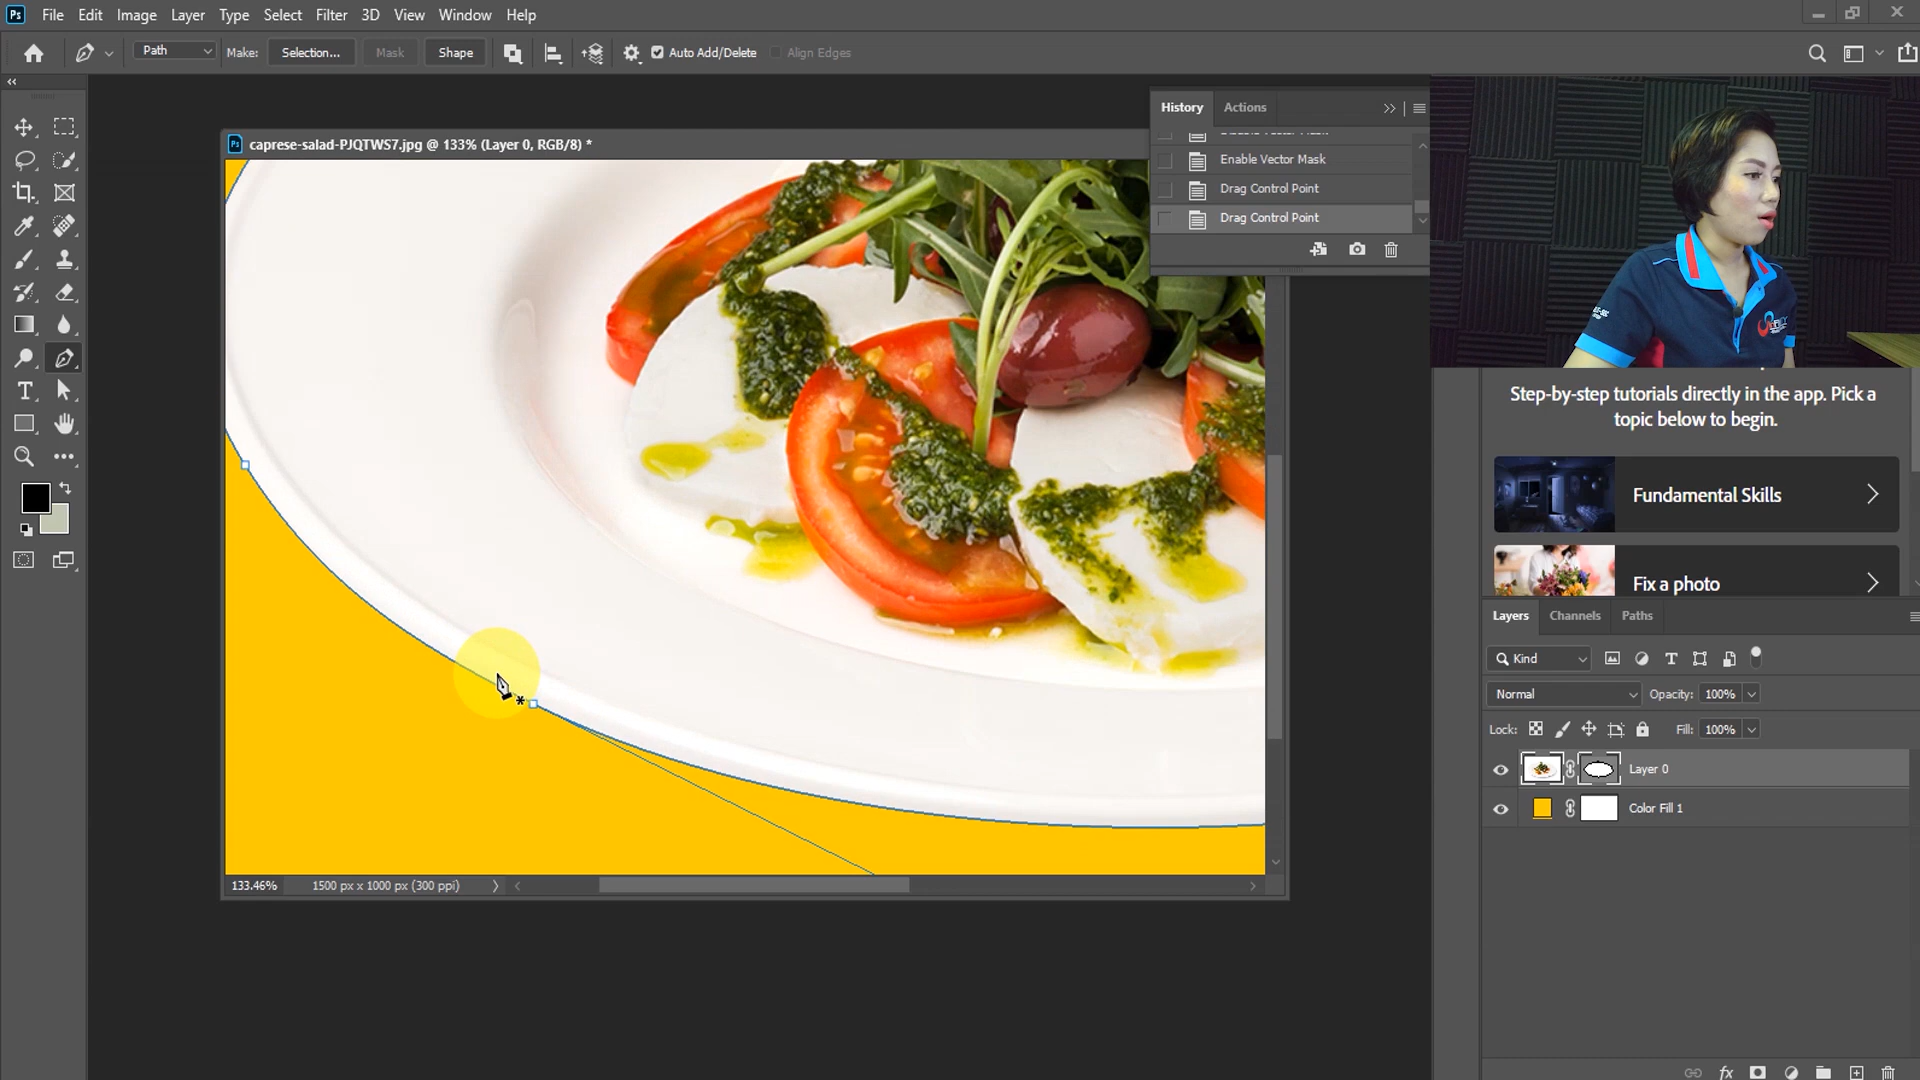 Ps
File Edit Image Layer Type Select Filter 3D View Window Help
Path Make: Selection... Mask Shape Auto Add/Delete Align Edges
History Actions
Enable Vector Mask
Drag Control Point
Drag Control Point
caprese-salad-PJQTWS7.jpg @ 133% (Layer 0, RGB/8) *
133.46% 1500 px x 1000 px (300 ppi)
Step-by-step tutorials directly in the app. Pick a
topic below to begin.
Fundamental Skills
Fix a photo
Layers Channels Paths
Kind
Normal Opacity: 100%
Lock: Fill: 100%
Layer 0
Color Fill 1
fx